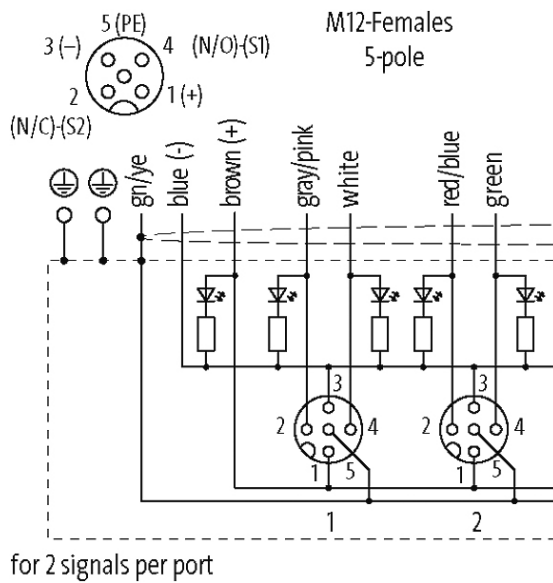 M12-Females
5-pole
5 (PE)
3 (–)
4
(N/O)-(S1)
2
1 (+)
(N/C)-(S2)
gn/ye
blue (-)
brown (+)
gray/pink
white
red/blue
green
3
3
2
4
2
4
1
5
1
5
1
2
for 2 signals per port